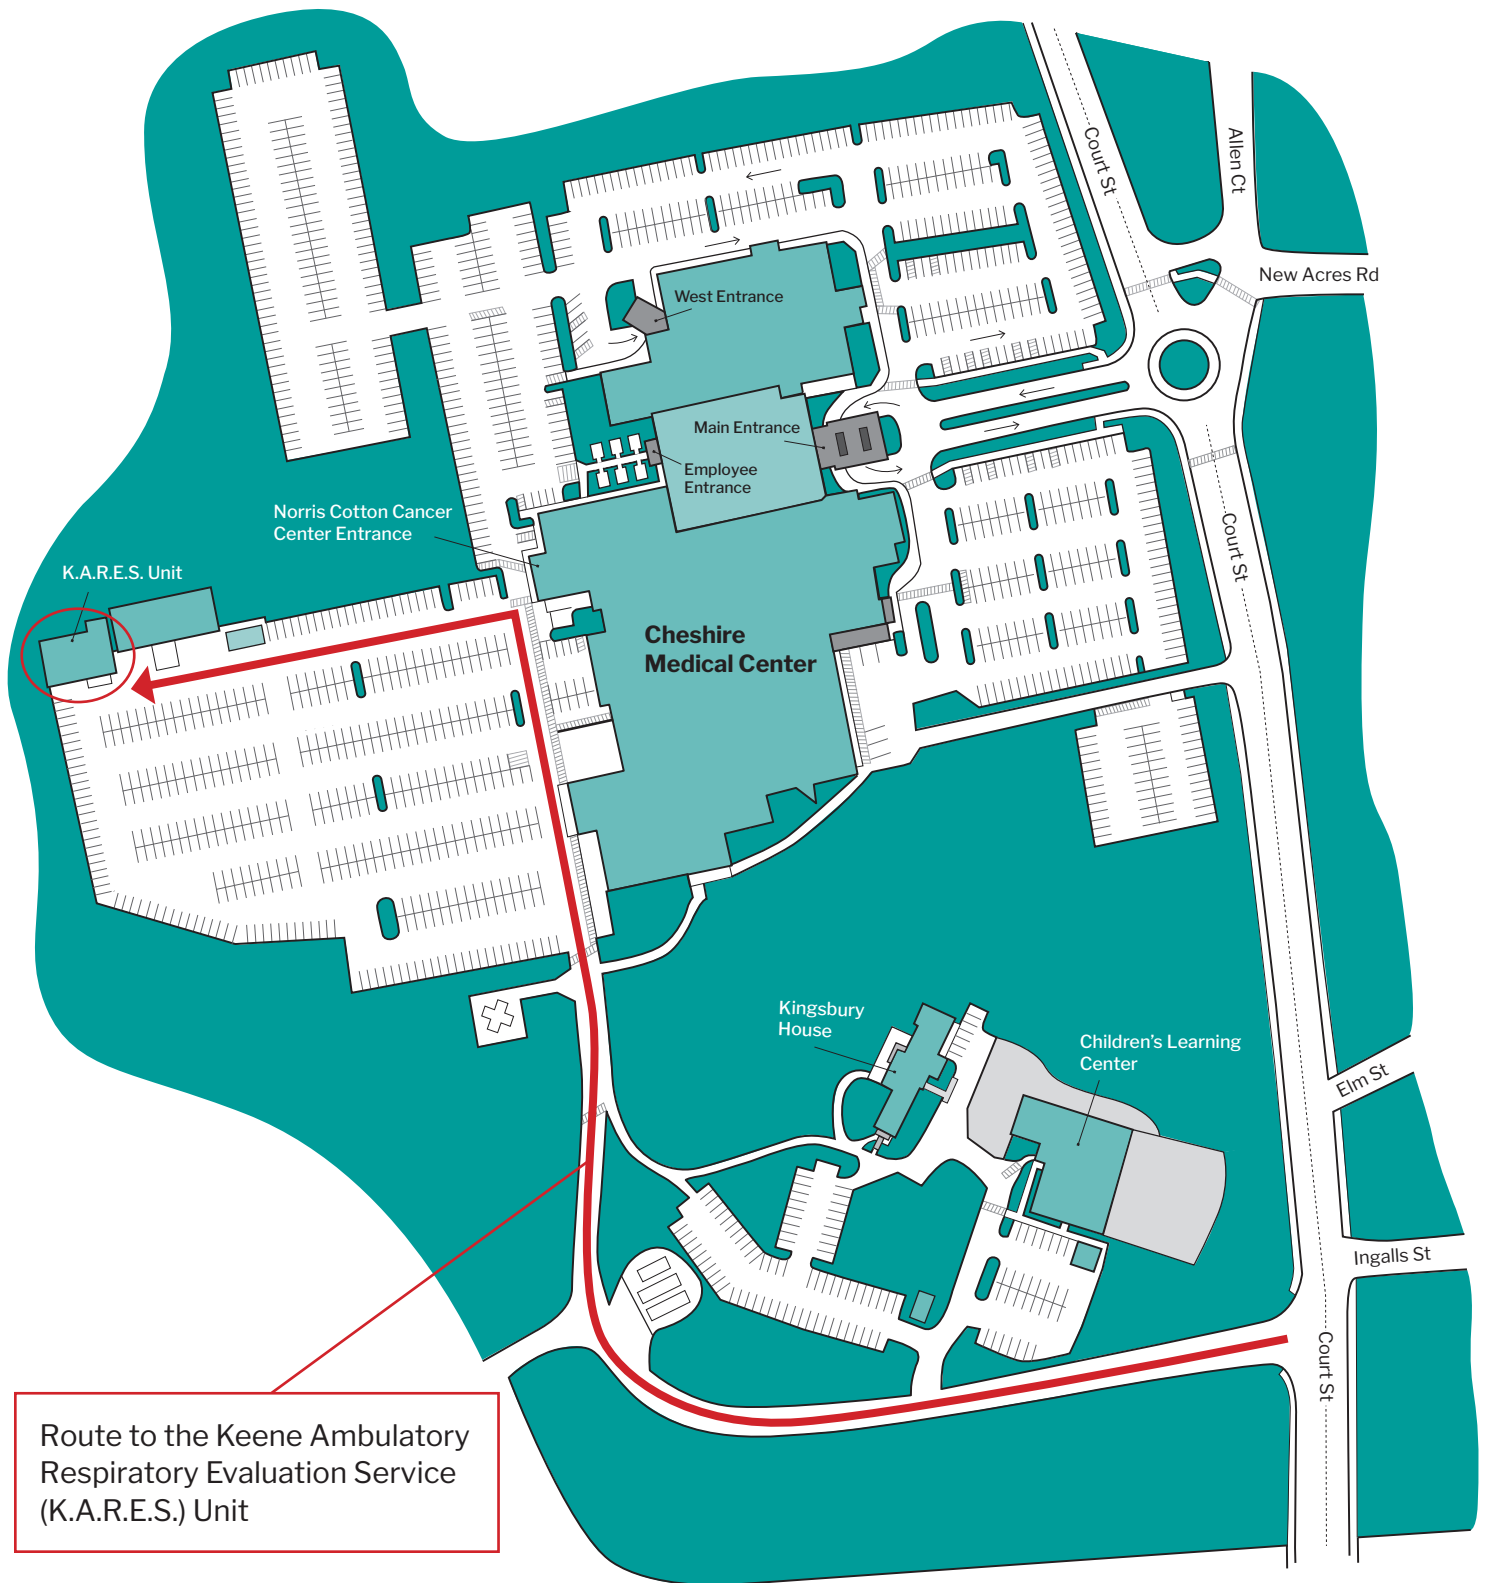 Court St
Allen Ct
New Acres Rd
West Entrance
Main Entrance
Employee
Entrance
Norris Cotton Cancer
Center Entrance
Court St
K.A.R.E.S. Unit
Cheshire
Medical Center
Kingsbury
House
Children's Learning
Center
Elm St
Ingalls St
Court St
Route to the Keene Ambulatory
Respiratory Evaluation Service
(K.A.R.E.S.) Unit